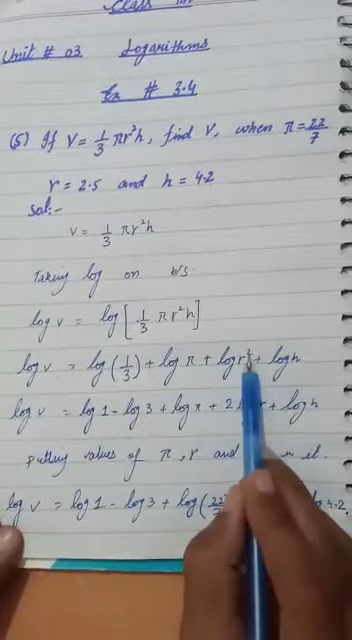 Class
Unit # 03 Logarithms
Ex # 3.4
(5) If V = 1/3 πr²h, find V, when π = 22/7
r = 2.5 and h = 4.2
Sol:-
V = 1/3 πr²h
Taking log on b/s
log V = log[1/3 πr²h]
log V = log(1/3) + log π + log r² + log h
log V = log 1 - log 3 + log π + 2 r + log h
putting values of π, r and
log V = log 1 - log 3 + log(22 4.2